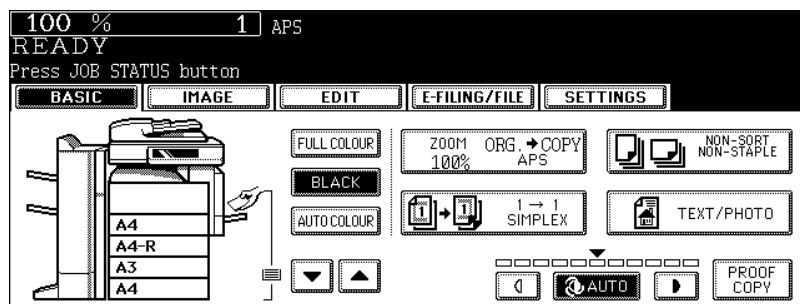 100 % 1 APS
READY
Press JOB STATUS button
BASIC IMAGE EDIT E-FILING/FILE SETTINGS
FULL COLOUR
BLACK
AUTO COLOUR
ZOOM ORG. → COPY
100% APS
NON-SORT
NON-STAPLE
1 → 1
1 → 1
SIMPLEX
TEXT/PHOTO
A4
A4-R
A3
A4
AUTO
PROOF
COPY